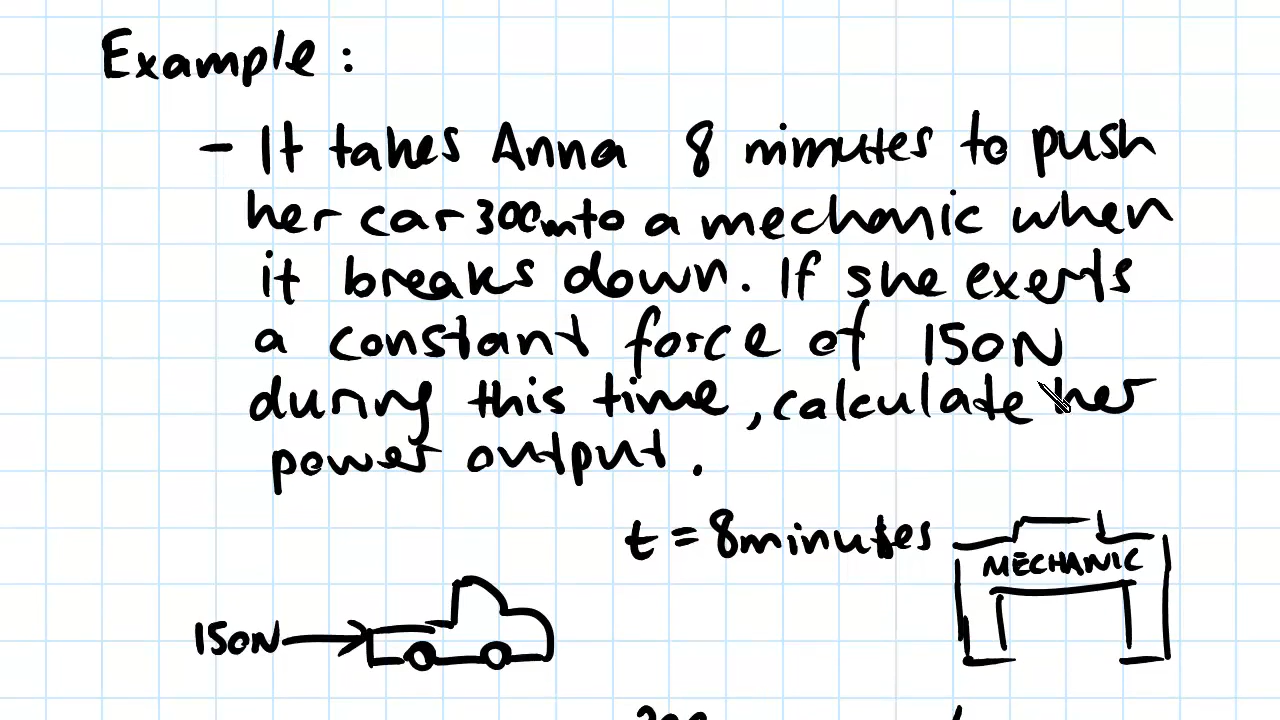 Example:
- It takes Anna 8 minutes to push
her car 300m to a mechanic when
it breaks down. If she exerts
a constant force of 150N
during this time, calculate her
power output.
t = 8minutes
MECHANIC
150N